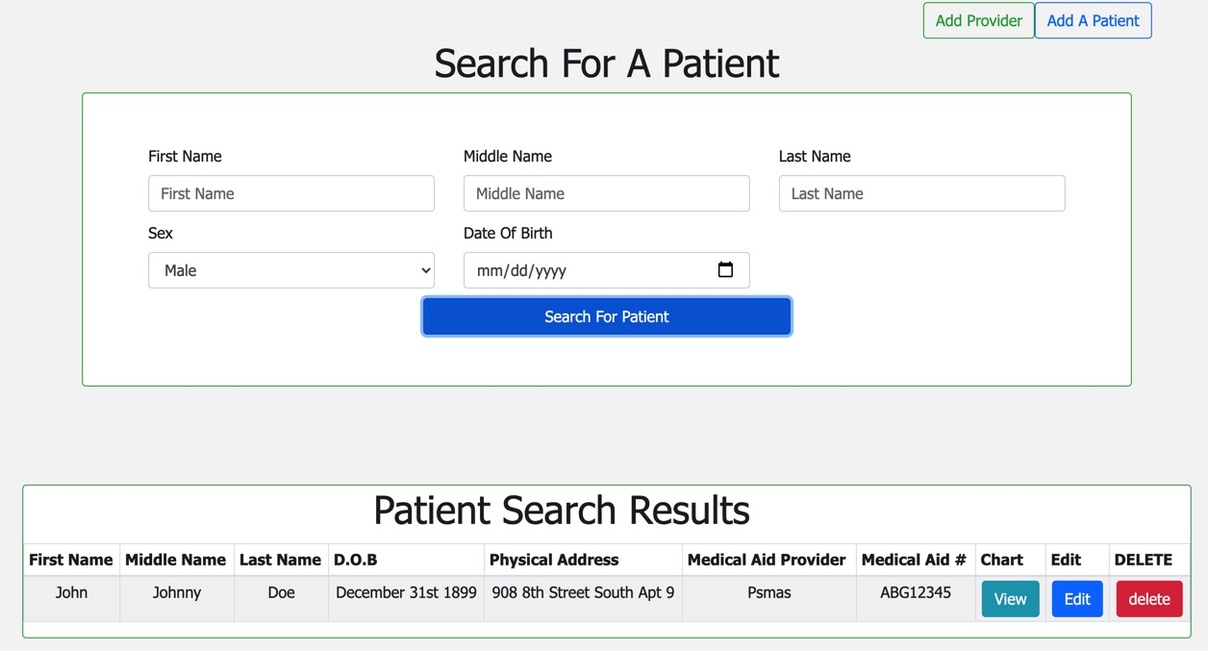 Add Provider Add A Patient
Search For A Patient
First Name Middle Name Last Name
First Name Middle Name Last Name
Sex Date Of Birth
Male mm/dd/yyyy
Search For Patient
Patient Search Results
First Name Middle Name Last Name D.O.B Physical Address Medical Aid Provider Medical Aid # Chart Edit DELETE
John Johnny Doe December 31st 1899 908 8th Street South Apt 9 Psmas ABG12345 View Edit delete